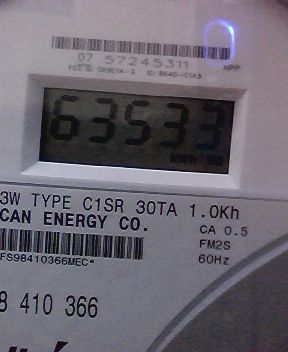 07 57245311
63533
3W TYPE C1SR 30TA 1.0Kh
CAN ENERGY CO.
CA 0.5
FM2S
60Hz
FS98410366MEC*
8 410 366